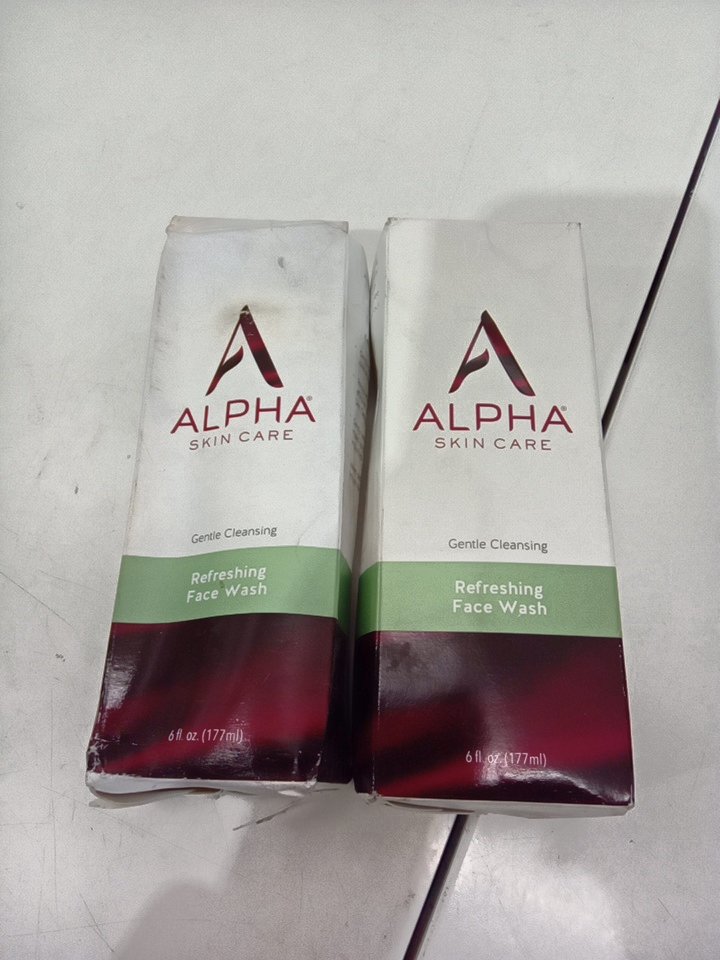 ALPHA®
SKIN CARE
Gentle Cleansing
Refreshing
Face Wash
6 fl. oz. (177ml)
ALPHA®
SKIN CARE
Gentle Cleansing
Refreshing
Face Wash
6 fl. oz. (177ml)